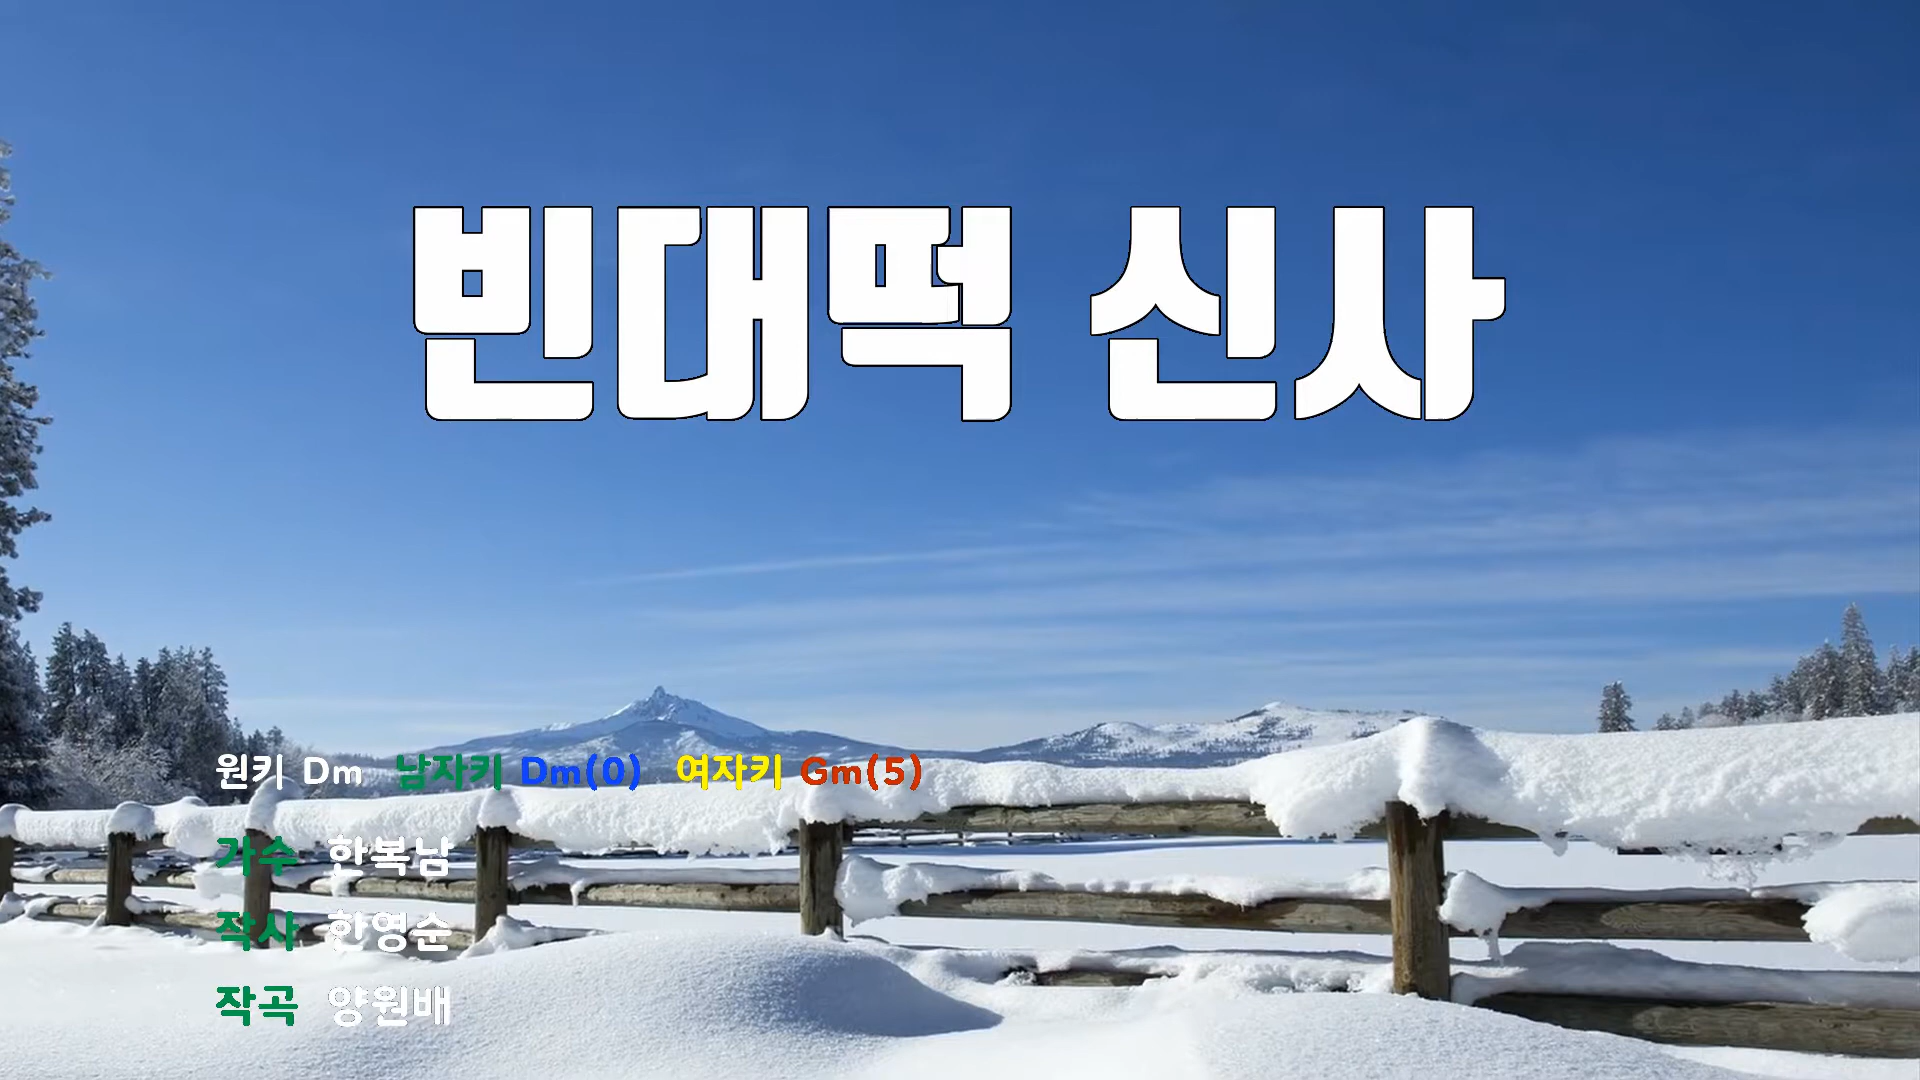 빈대떡 신사
원키 Dm 남자키 Dm(0) 여자키 Gm(5)
가수 한복남
작사 한영순
작곡 양원배